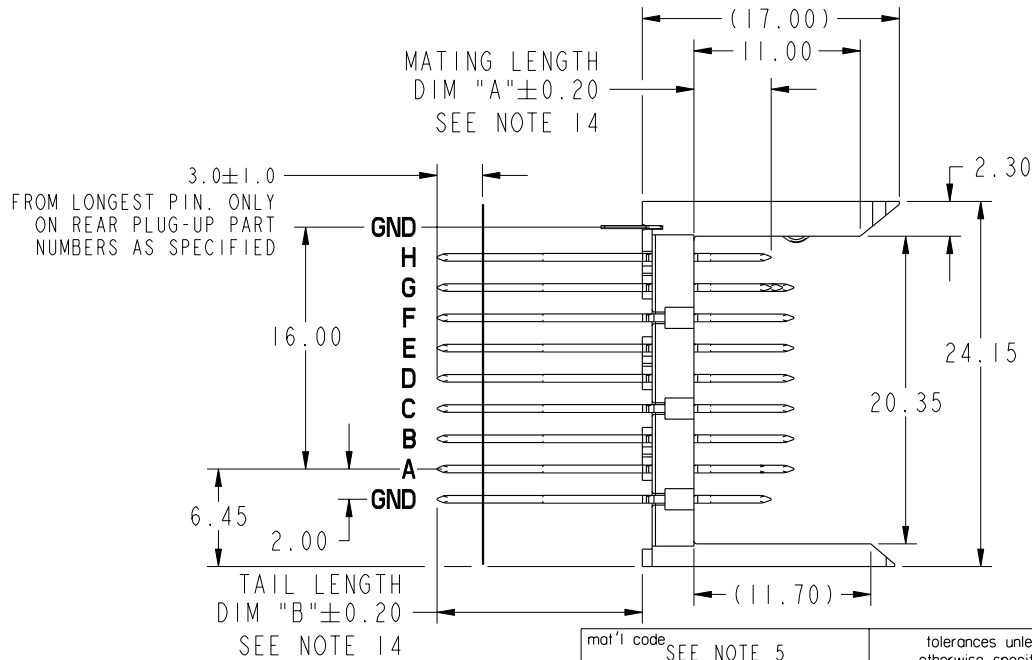 (17.00)
11.00
MATING LENGTH
DIM "A"±0.20
SEE NOTE 14
2.30
3.0±1.0
FROM LONGEST PIN. ONLY
ON REAR PLUG-UP PART
NUMBERS AS SPECIFIED
GND
H
G
F
E
D
C
B
A
GND
16.00
24.15
20.35
6.45
2.00
TAIL LENGTH
DIM "B"±0.20
SEE NOTE 14
(11.70)
mat'l code SEE NOTE 5
tolerances unle